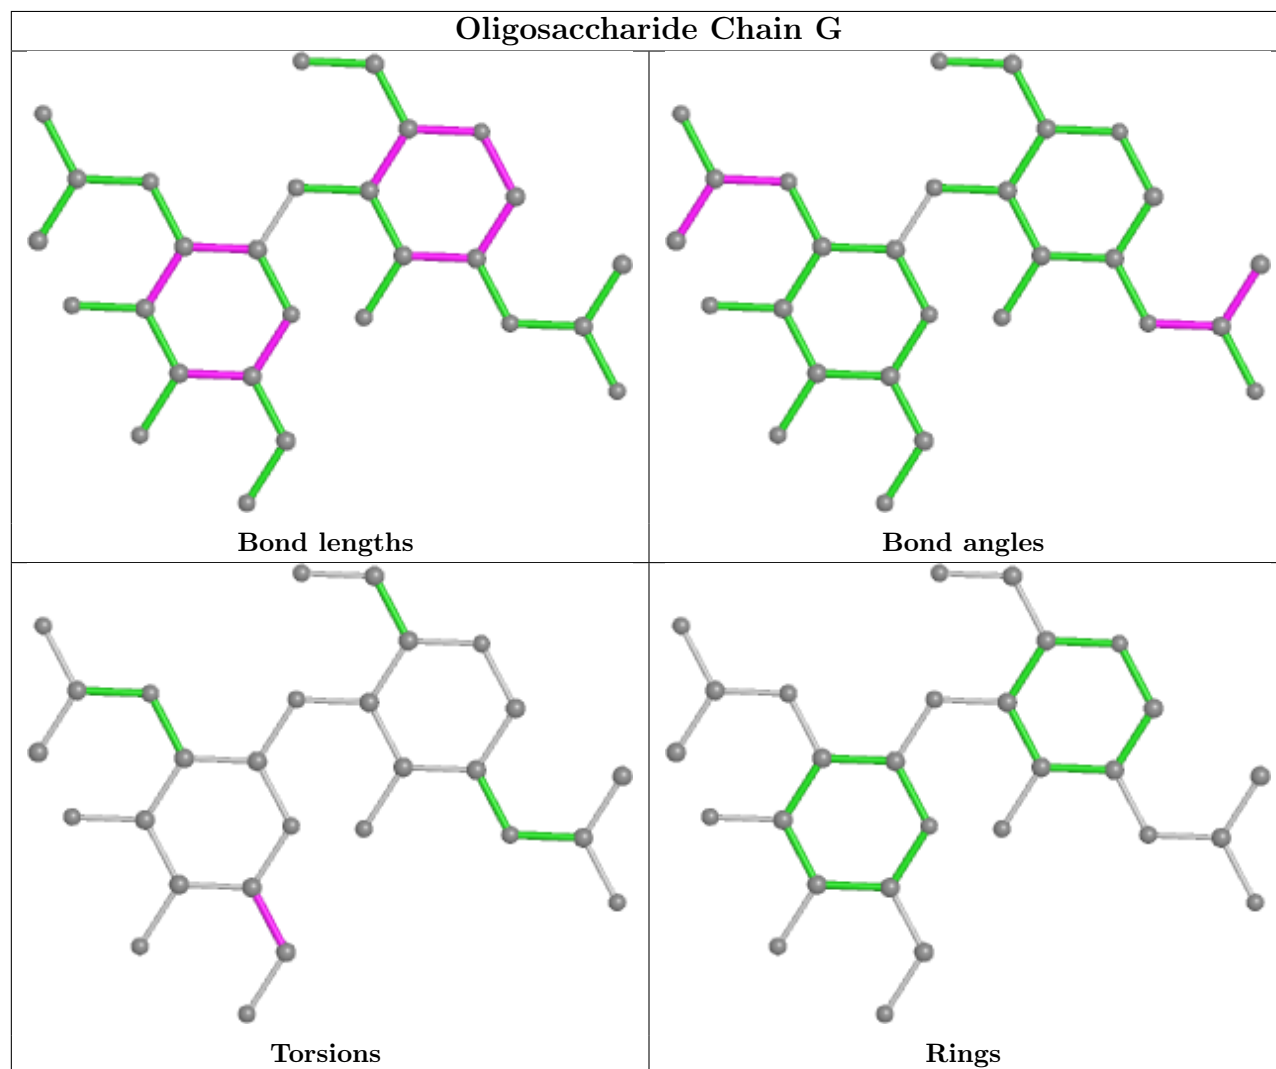 Oligosaccharide Chain G
Bond lengths
Bond angles
Torsions
Rings